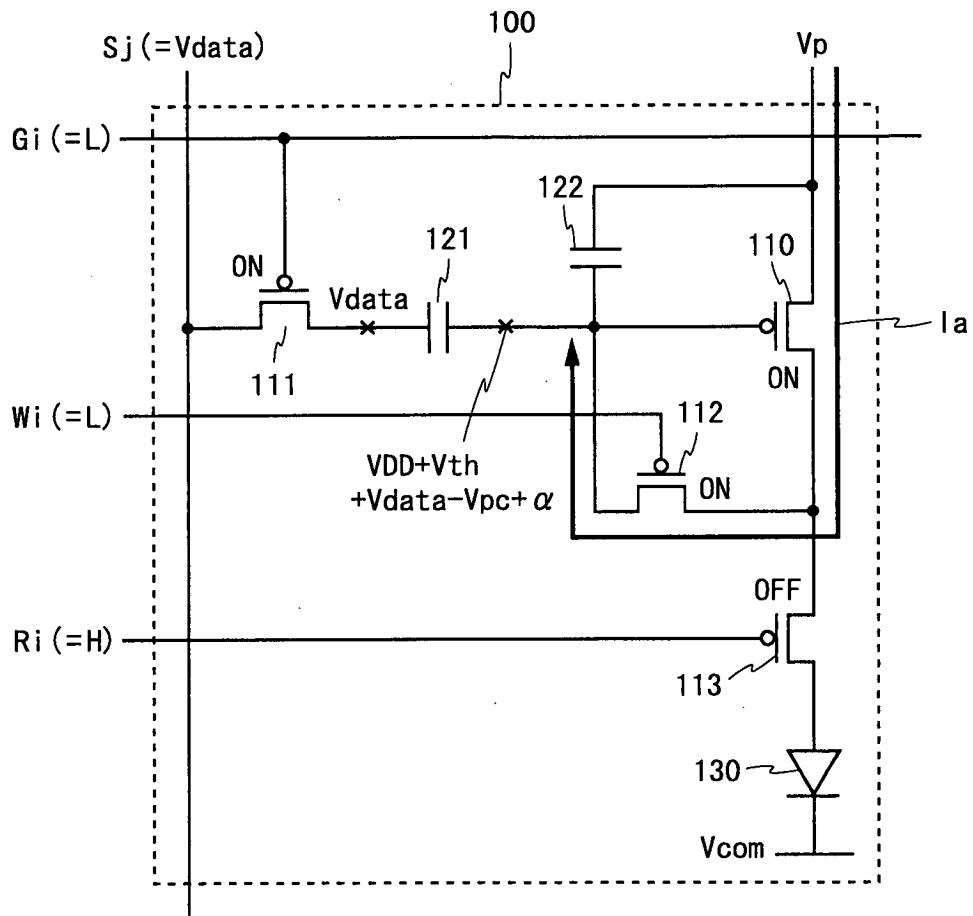 100
Sj(=Vdata)
Vp
Gi(=L)
122
121
110
ON
Vdata
Ia
111
ON
Wi(=L)
112
VDD+Vth
+Vdata-Vpc+α
ON
OFF
Ri(=H)
113
130
Vcom